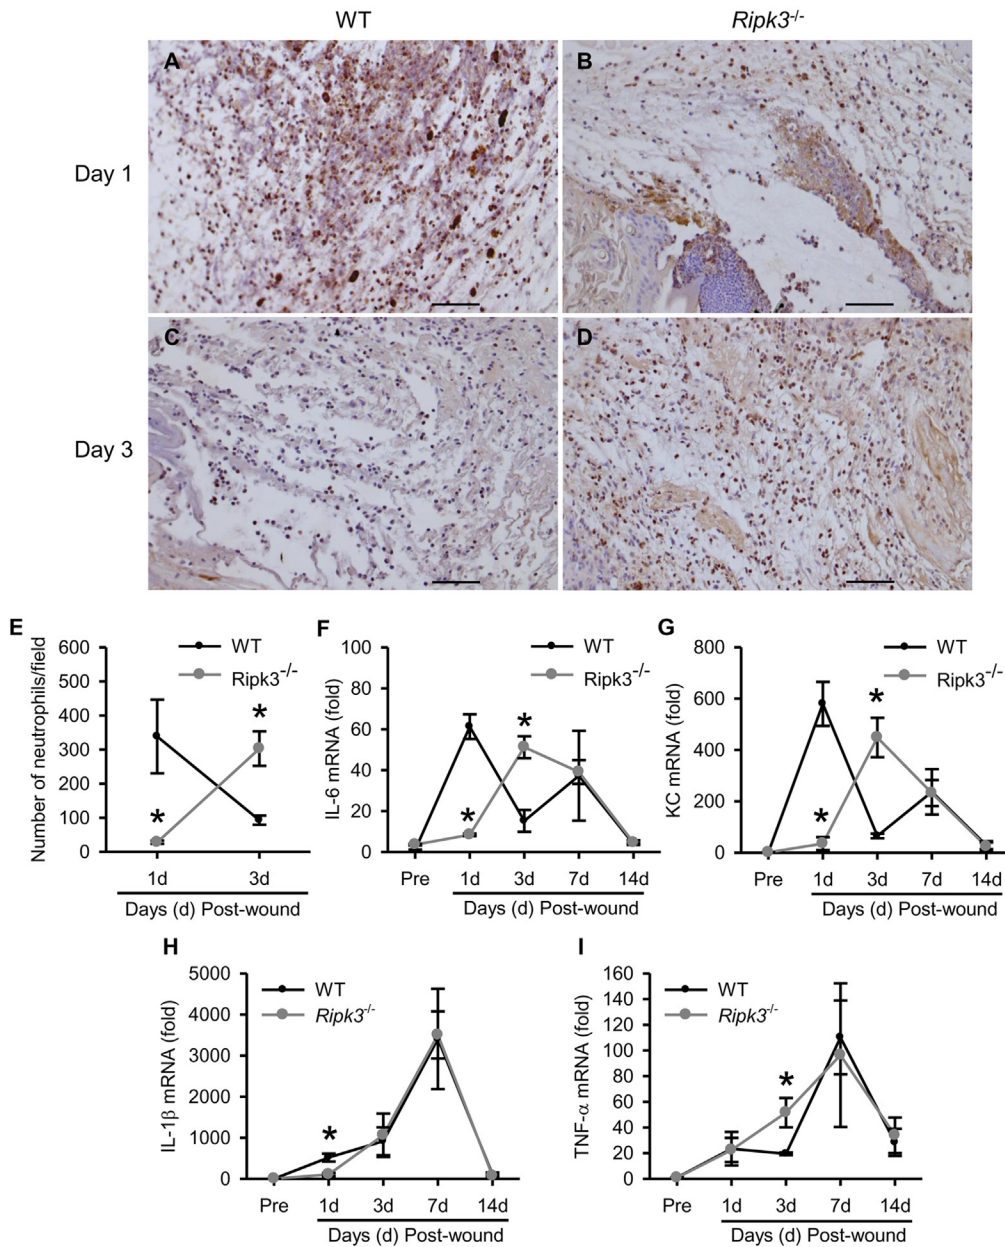 WT
Ripk3-/-
Day 1
A
B
Day 3
C
D
E
Number of neutrophils/field
600
500
400
300
200
100
0
WT
Ripk3-/-
*
*
1d
3d
Days (d) Post-wound
F
IL-6 mRNA (fold)
100
80
60
40
20
0
WT
Ripk3-/-
*
*
Pre
1d
3d
7d
14d
Days (d) Post-wound
G
KC mRNA (fold)
800
600
400
200
0
WT
Ripk3-/-
*
*
Pre
1d
3d
7d
14d
Days (d) Post-wound
H
IL-1β mRNA (fold)
5000
4000
3000
2000
1000
0
WT
Ripk3-/-
*
Pre
1d
3d
7d
14d
Days (d) Post-wound
I
TNF-α mRNA (fold)
160
140
120
100
80
60
40
20
0
WT
Ripk3-/-
*
Pre
1d
3d
7d
14d
Days (d) Post-wound